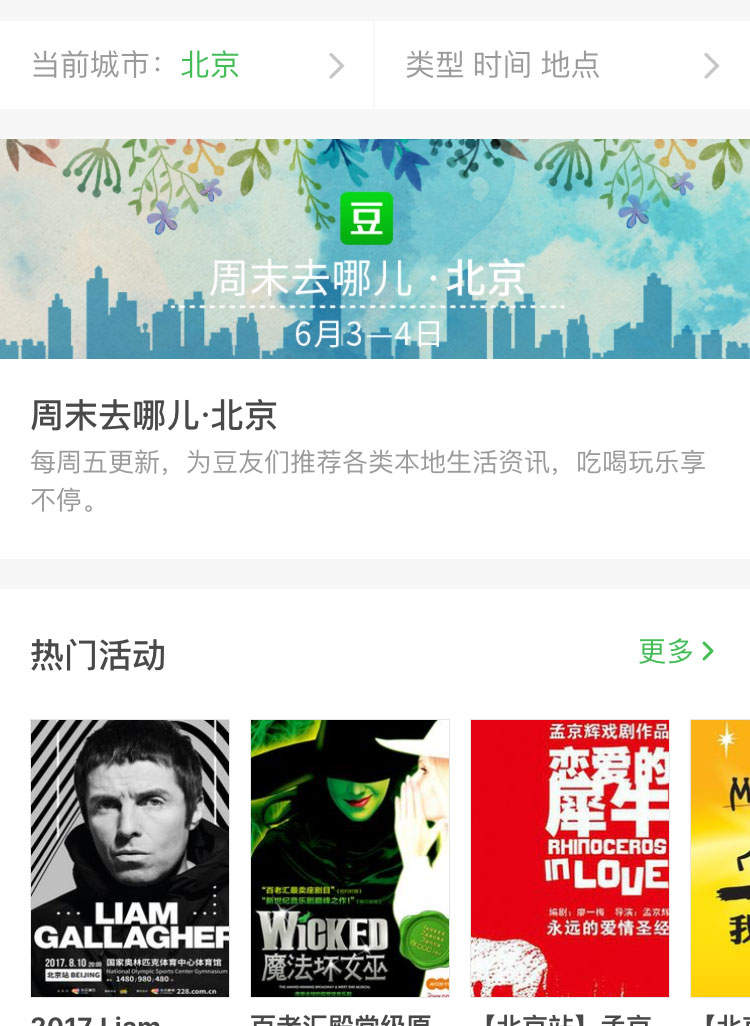 当前城市：北京
类型 时间 地点
豆
周末去哪儿·北京
6月3—4日
周末去哪儿·北京
每周五更新，为豆友们推荐各类本地生活资讯，吃喝玩乐享
不停。
热门活动
更多
LIAM
GALLAGHER
2017.8.10 20:00
北京站 BEIJING
国家奥林匹克体育中心体育馆
National Olympic Sports Center Gymnasium
1480/980/480
228.com.cn
“百老汇最卖座剧目”
“新世纪音乐剧巅峰之作！”
WICKED
魔法坏女巫
孟京辉戏剧作品
恋爱的
犀牛
RHINOCEROS
IN LOVE
编剧：廖一梅 导演：孟京辉
永远的爱情圣经
M
我
2017 Liam
百老汇殿堂级原
【北京站】孟京
【北